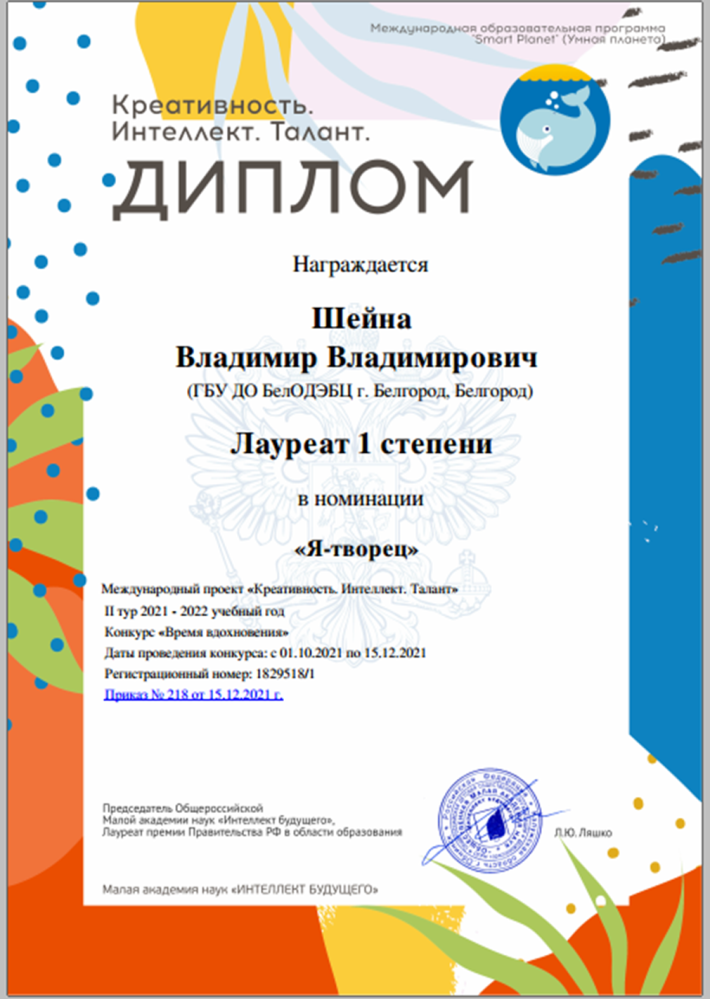 Международная образовательная программа
"Smart Planet" (Умная планета)
Креативность.
Интеллект. Талант.
ДИПЛОМ
Награждается
Шейна
Владимир Владимирович
(ГБУ ДО БелОДЭБЦ г. Белгород, Белгород)
Лауреат 1 степени
в номинации
«Я-творец»
Международный проект «Креативность. Интеллект. Талант»
II тур 2021 - 2022 учебный год
Конкурс «Время вдохновения»
Даты проведения конкурса: с 01.10.2021 по 15.12.2021
Регистрационный номер: 1829518/1
Приказ № 218 от 15.12.2021 г.
Председатель Общероссийской
Малой академии наук «Интеллект будущего»,
Лауреат премии Правительства РФ в области образования
Л.Ю. Ляшко
Малая академия наук «ИНТЕЛЛЕКТ БУДУЩЕГО»